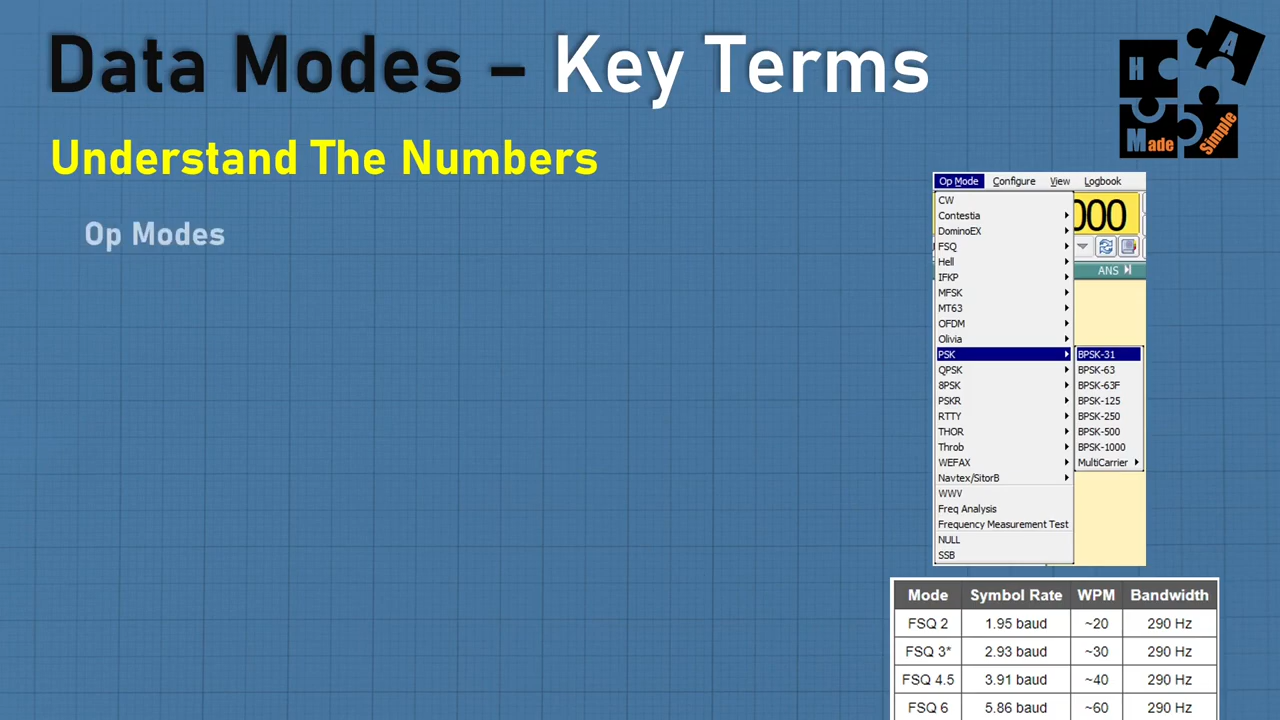 Data Modes – Key Terms
H A
Made Simple
Understand The Numbers
Op Modes
Op Mode Configure View Logbook
CW
000
Contestia
DominoEX
FSQ
Hell
ANS
IFKP
MFSK
MT63
OFDM
Olivia
PSK BPSK-31
QPSK BPSK-63
8PSK BPSK-63F
PSKR BPSK-125
RTTY BPSK-250
THOR BPSK-500
Throb BPSK-1000
WEFAX MultiCarrier
Navtex/SitorB
WWV
Freq Analysis
Frequency Measurement Test
NULL
SSB
Mode Symbol Rate WPM Bandwidth
FSQ 2 1.95 baud ~20 290 Hz
FSQ 3* 2.93 baud ~30 290 Hz
FSQ 4.5 3.91 baud ~40 290 Hz
FSQ 6 5.86 baud ~60 290 Hz